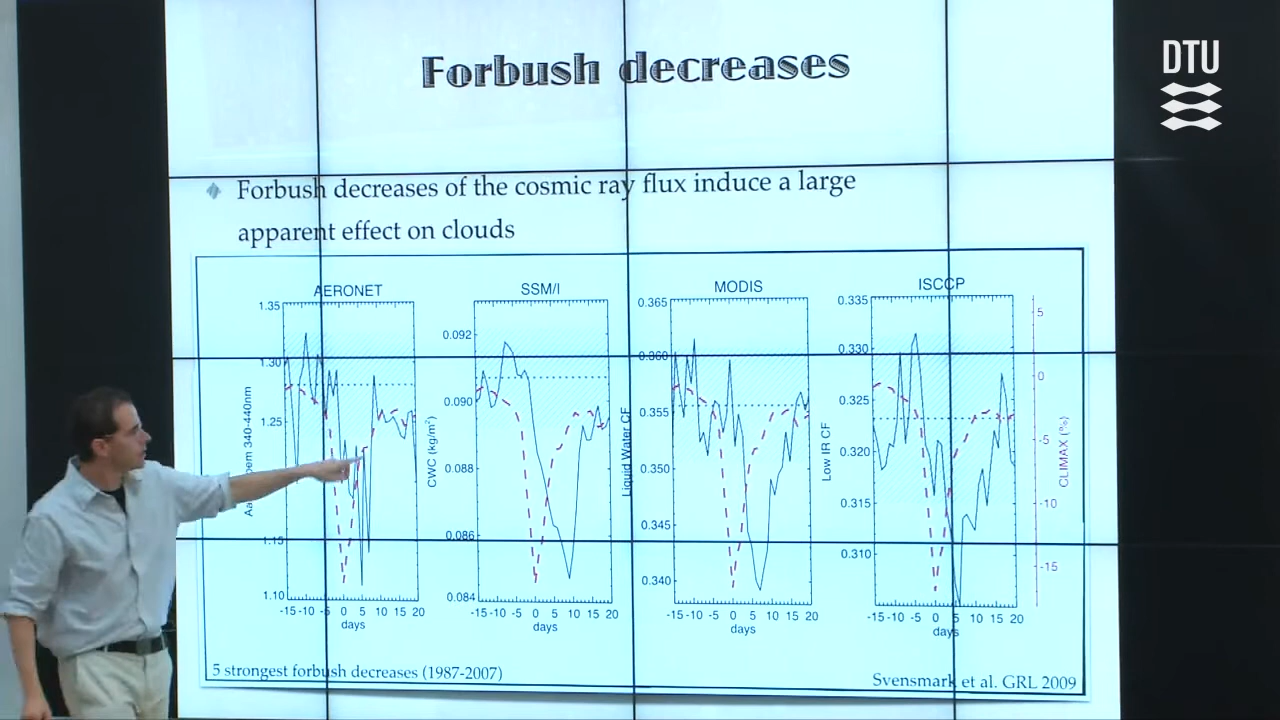 DTU
Forbush decreases
Forbush decreases of the cosmic ray flux induce a large
apparent effect on clouds
AERONET
SSM/I
MODIS
ISCCP
1.35
1.30
1.25
1.15
1.10
340-440nm
-15 -10 -5 0 5 10 15 20
days
0.092
0.090
0.088
0.086
0.084
CWC (kg/m²)
-15 -10 -5 0 5 10 15 20
days
0.365
0.360
0.355
0.350
0.345
0.340
Liquid Water CF
-15 -10 -5 0 5 10 15 20
days
0.335
0.330
0.325
0.320
0.315
0.310
Low IR CF
-15 -10 -5 0 5 10 15 20
days
5
0
-5
-10
-15
CLIMAX (%)
5 strongest forbush decreases (1987-2007)
Svensmark et al. GRL 2009